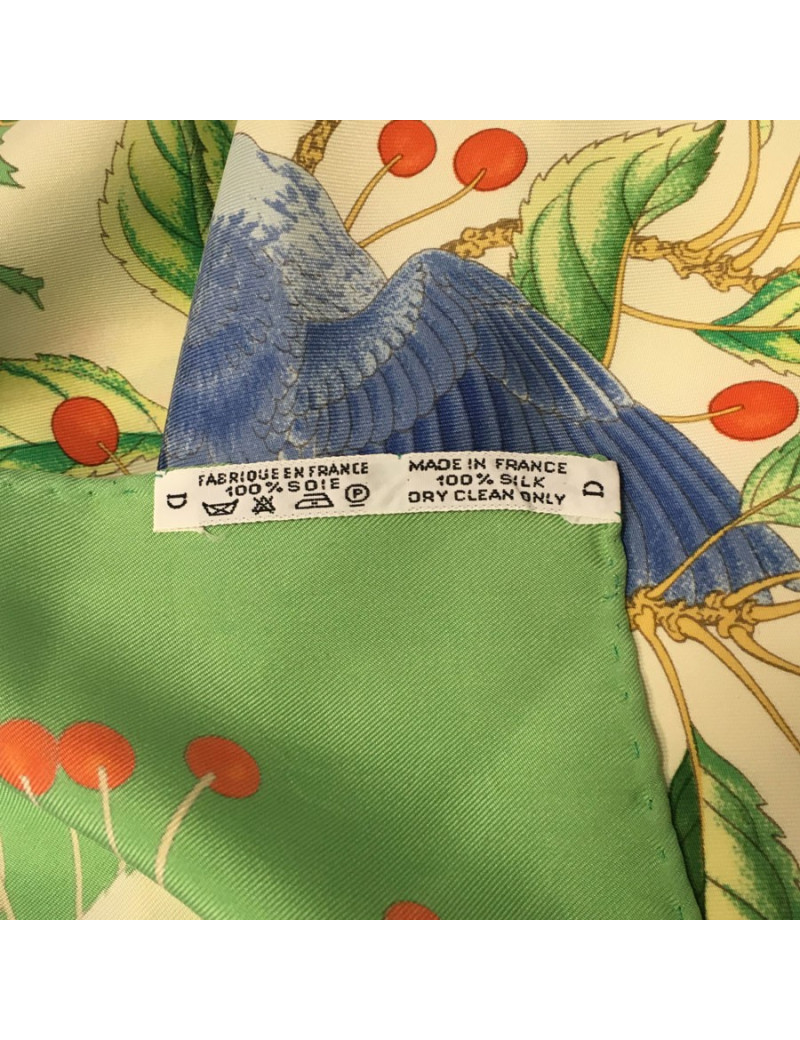 D
FABRIQUE EN FRANCE
100% SOIE
P
MADE IN FRANCE
100% SILK
DRY CLEAN ONLY
D